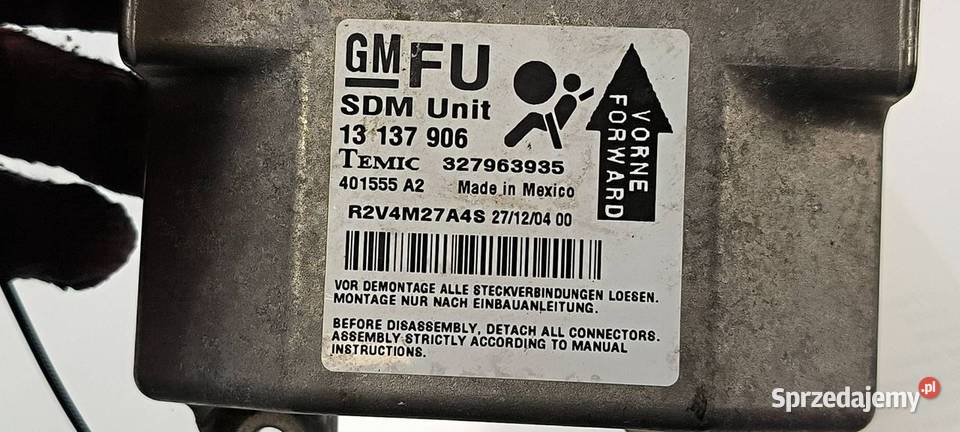 GM FU
SDM Unit
13 137 906
TEMIC 327963935
401555 A2 Made in Mexico
R2V4M27A4S 27/12/04 00
VORNE
FORWARD
VOR DEMONTAGE ALLE STECKVERBINDUNGEN LOESEN.
MONTAGE NUR NACH EINBAUANLEITUNG.
BEFORE DISASSEMBLY, DETACH ALL CONNECTORS.
ASSEMBLY STRICTLY ACCORDING TO MANUAL
INSTRUCTIONS.
Sprzedajemy.pl